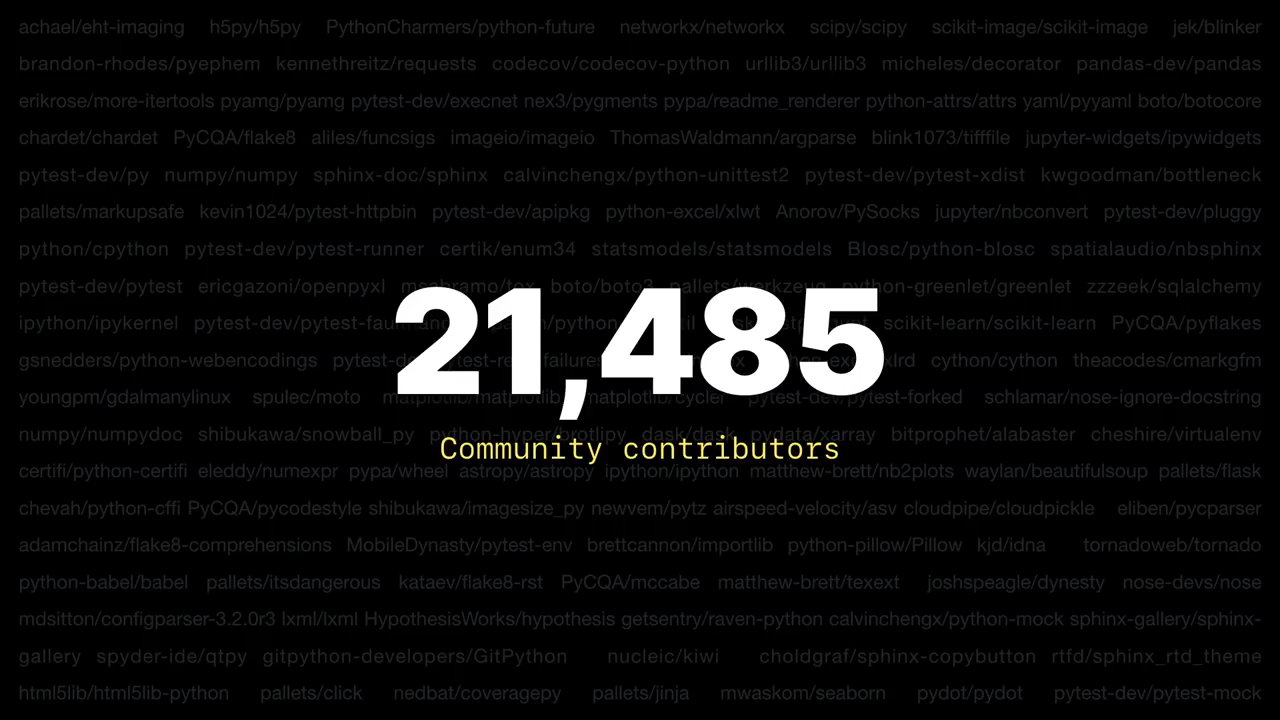 achael/eht-imaging h5py/h5py PythonCharmers/python-future networkx/networkx scipy/scipy scikit-image/scikit-image jek/blinker
brandon-rhodes/pyephem kennethreitz/requests codecov/codecov-python urllib3/urllib3 micheles/decorator pandas-dev/pandas
erikrose/more-itertools pyamg/pyamg pytest-dev/execnet nex3/pygments pypa/readme_renderer python-attrs/attrs yaml/pyyaml boto/botocore
chardet/chardet PyCQA/flake8 aliles/funcsigs imageio/imageio ThomasWaldmann/argparse blink1073/tifffile jupyter-widgets/ipywidgets
pytest-dev/py numpy/numpy sphinx-doc/sphinx calvinchengx/python-unittest2 pytest-dev/pytest-xdist kwgoodman/bottleneck
pallets/markupsafe kevin1024/pytest-httpbin pytest-dev/apipkg python-excel/xlwt Anorov/PySocks jupyter/nbconvert pytest-dev/pluggy
python/cpython pytest-dev/pytest-runner certik/enum34 statsmodels/statsmodels Blosc/python-blosc spatialaudio/nbsphinx
pytest-dev/pytest ericgazoni/openpyxl boto/boto3 python-greenlet/greenlet zzzeek/sqlalchemy
ipython/ipykernel scikit-learn/scikit-learn PyCQA/pyflakes
21,485
gsnedders/python-webencodings cython/cython theacodes/cmarkgfm
youngpm/gdalmanylinux spulec/moto matplotlib/matplotlib matplotlib/cycler pytest-dev/pytest-forked schlamar/nose-ignore-docstring
numpy/numpydoc shibukawa/snowball_py dask/dask pydata/xarray bitprophet/alabaster cheshire/virtualenv
Community contributors
certifi/python-certifi eleddy/numexpr pypa/wheel astropy/astropy ipython/ipython matthew-brett/nb2plots waylan/beautifulsoup pallets/flask
chevah/python-cffi PyCQA/pycodestyle shibukawa/imagesize_py newvem/pytz airspeed-velocity/asv cloudpipe/cloudpickle eliben/pycparser
adamchainz/flake8-comprehensions MobileDynasty/pytest-env brettcannon/importlib python-pillow/Pillow kjd/idna tornadoweb/tornado
python-babel/babel pallets/itsdangerous kataev/flake8-rst PyCQA/mccabe matthew-brett/texext joshspeagle/dynesty nose-devs/nose
mdsitton/configparser-3.2.0r3 lxml/lxml HypothesisWorks/hypothesis getsentry/raven-python calvinchengx/python-mock sphinx-gallery/sphinx-
gallery spyder-ide/qtpy gitpython-developers/GitPython nucleic/kiwi choldgraf/sphinx-copybutton rtfd/sphinx_rtd_theme
html5lib/html5lib-python pallets/click nedbat/coveragepy pallets/jinja mwaskom/seaborn pydot/pydot pytest-dev/pytest-mock